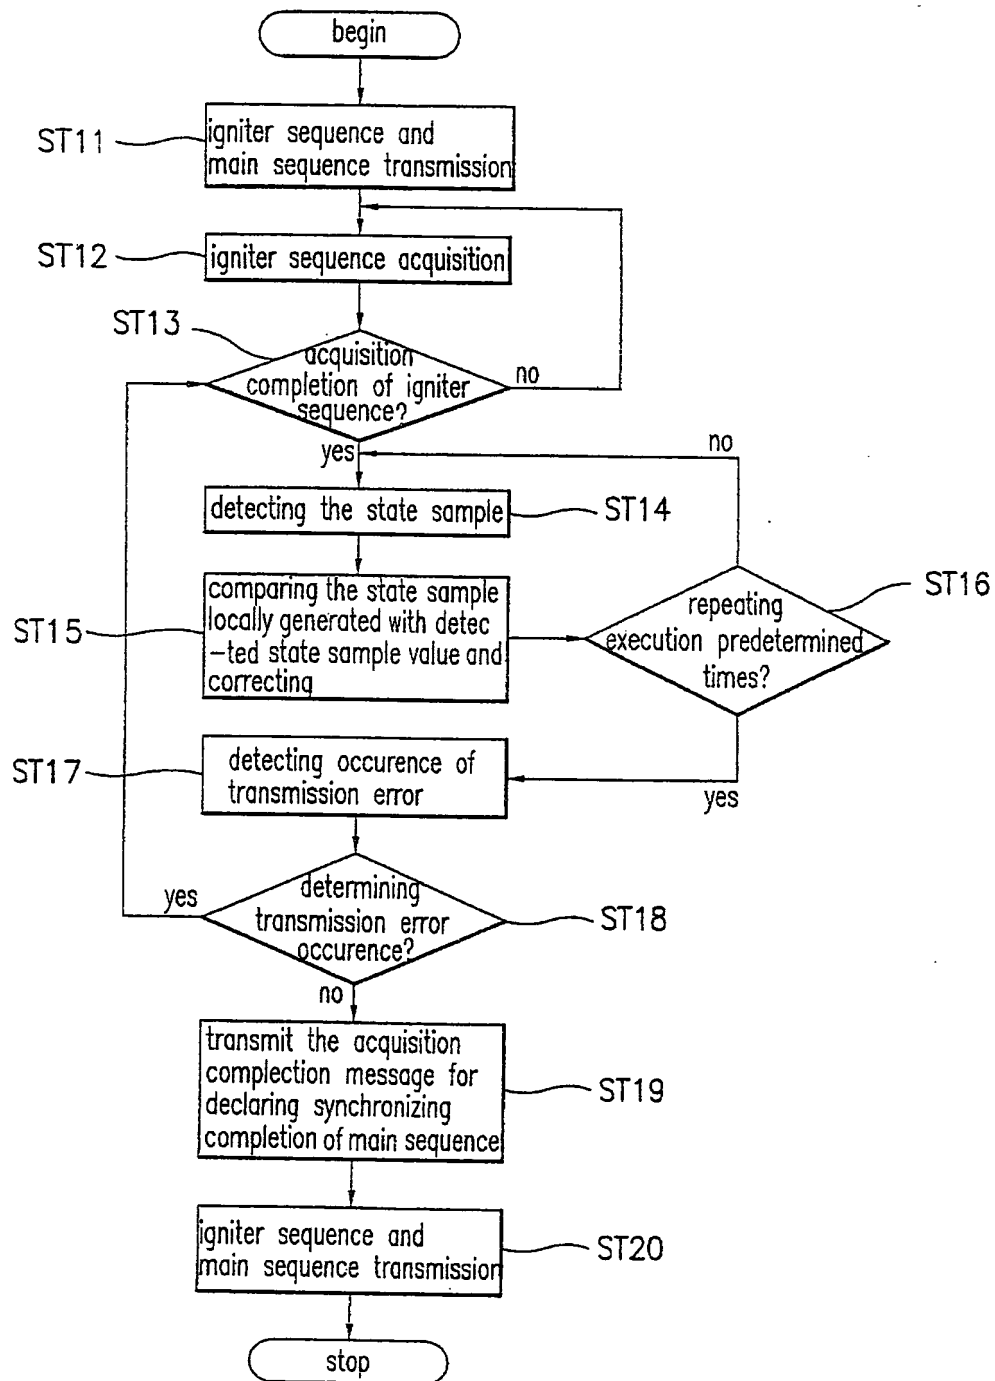 begin
ST11
igniter sequence and
main sequence transmission
ST12
igniter sequence acquisition
ST13
acquisition
completion of igniter
sequence?
no
yes
no
detecting the state sample
ST14
ST15
comparing the state sample
locally generated with detec
-ted state sample value and
correcting
ST16
repeating
execution predetermined
times?
ST17
detecting occurence of
transmission error
yes
yes
determining
transmission error
occurence?
ST18
no
transmit the acquisition
complection message for
declaring synchronizing
completion of main sequence
ST19
igniter sequence and
main sequence transmission
ST20
stop